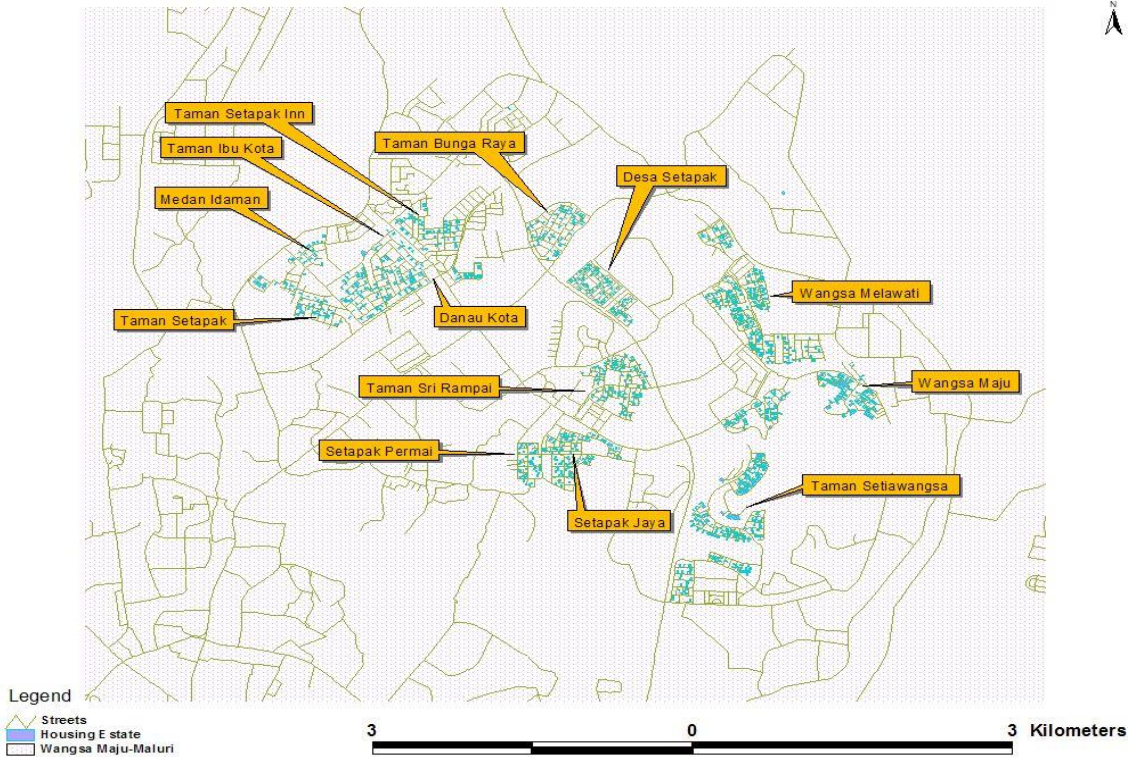 N
Taman Setapak Inn
Taman Ibu Kota
Taman Bunga Raya
Desa Setapak
Medan Idaman
Wangsa Melawati
Danau Kota
Taman Setapak
Taman Sri Rampai
Wangsa Maju
Setapak Permai
Taman Setiawangsa
Setapak Jaya
Legend
Streets
Housing Estate
Wangsa Maju-Maluri
3 0 3 Kilometers